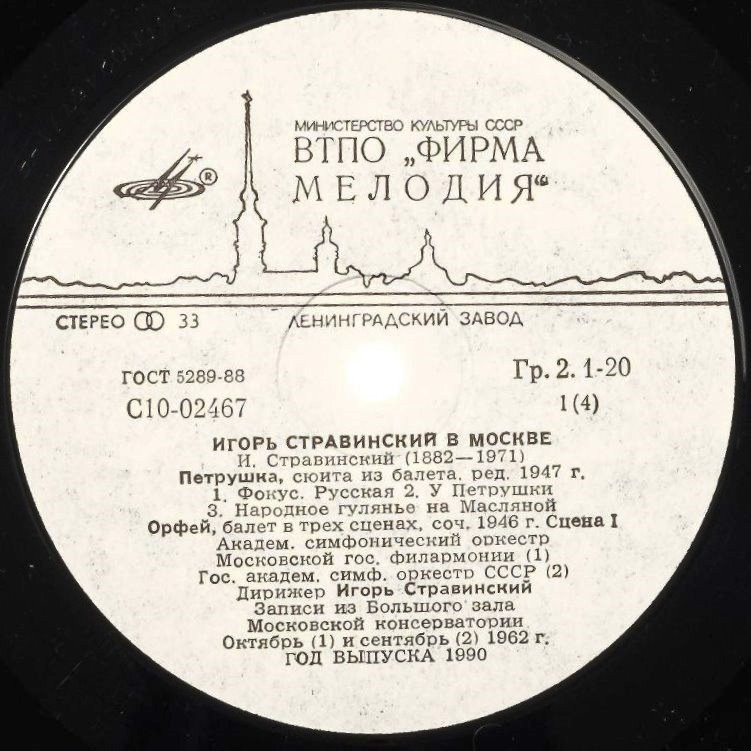 МИНИСТЕРСТВО КУЛЬТУРЫ СССР
ВТПО „ФИРМА
МЕЛОДИЯ“
®
СТЕРЕО 33
ЛЕНИНГРАДСКИЙ ЗАВОД
ГОСТ 5289-88
Гр. 2. 1-20
С10-02467
1 (4)
ИГОРЬ СТРАВИНСКИЙ В МОСКВЕ
И. Стравинский (1882—1971)
Петрушка, сюита из балета, ред. 1947 г.
1. Фокус. Русская 2. У Петрушки
3. Народное гулянье на Масляной
Орфей, балет в трех сценах, соч. 1946 г. Сцена I
Академ. симфонический оркестр
Московской гос. филармонии (1)
Гос. академ. симф. оркестр СССР (2)
Дирижер Игорь Стравинский
Записи из Большого зала
Московской консерватории
Октябрь (1) и сентябрь (2) 1962 г.
ГОД ВЫПУСКА 1990